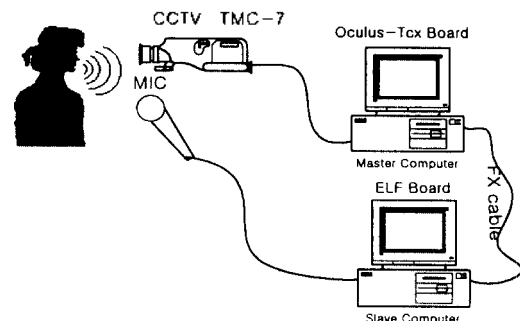 CCTV TMC-7
Oculus-Tcx Board
MIC
Master Computer
ELF Board
FX cable
Slave Computer